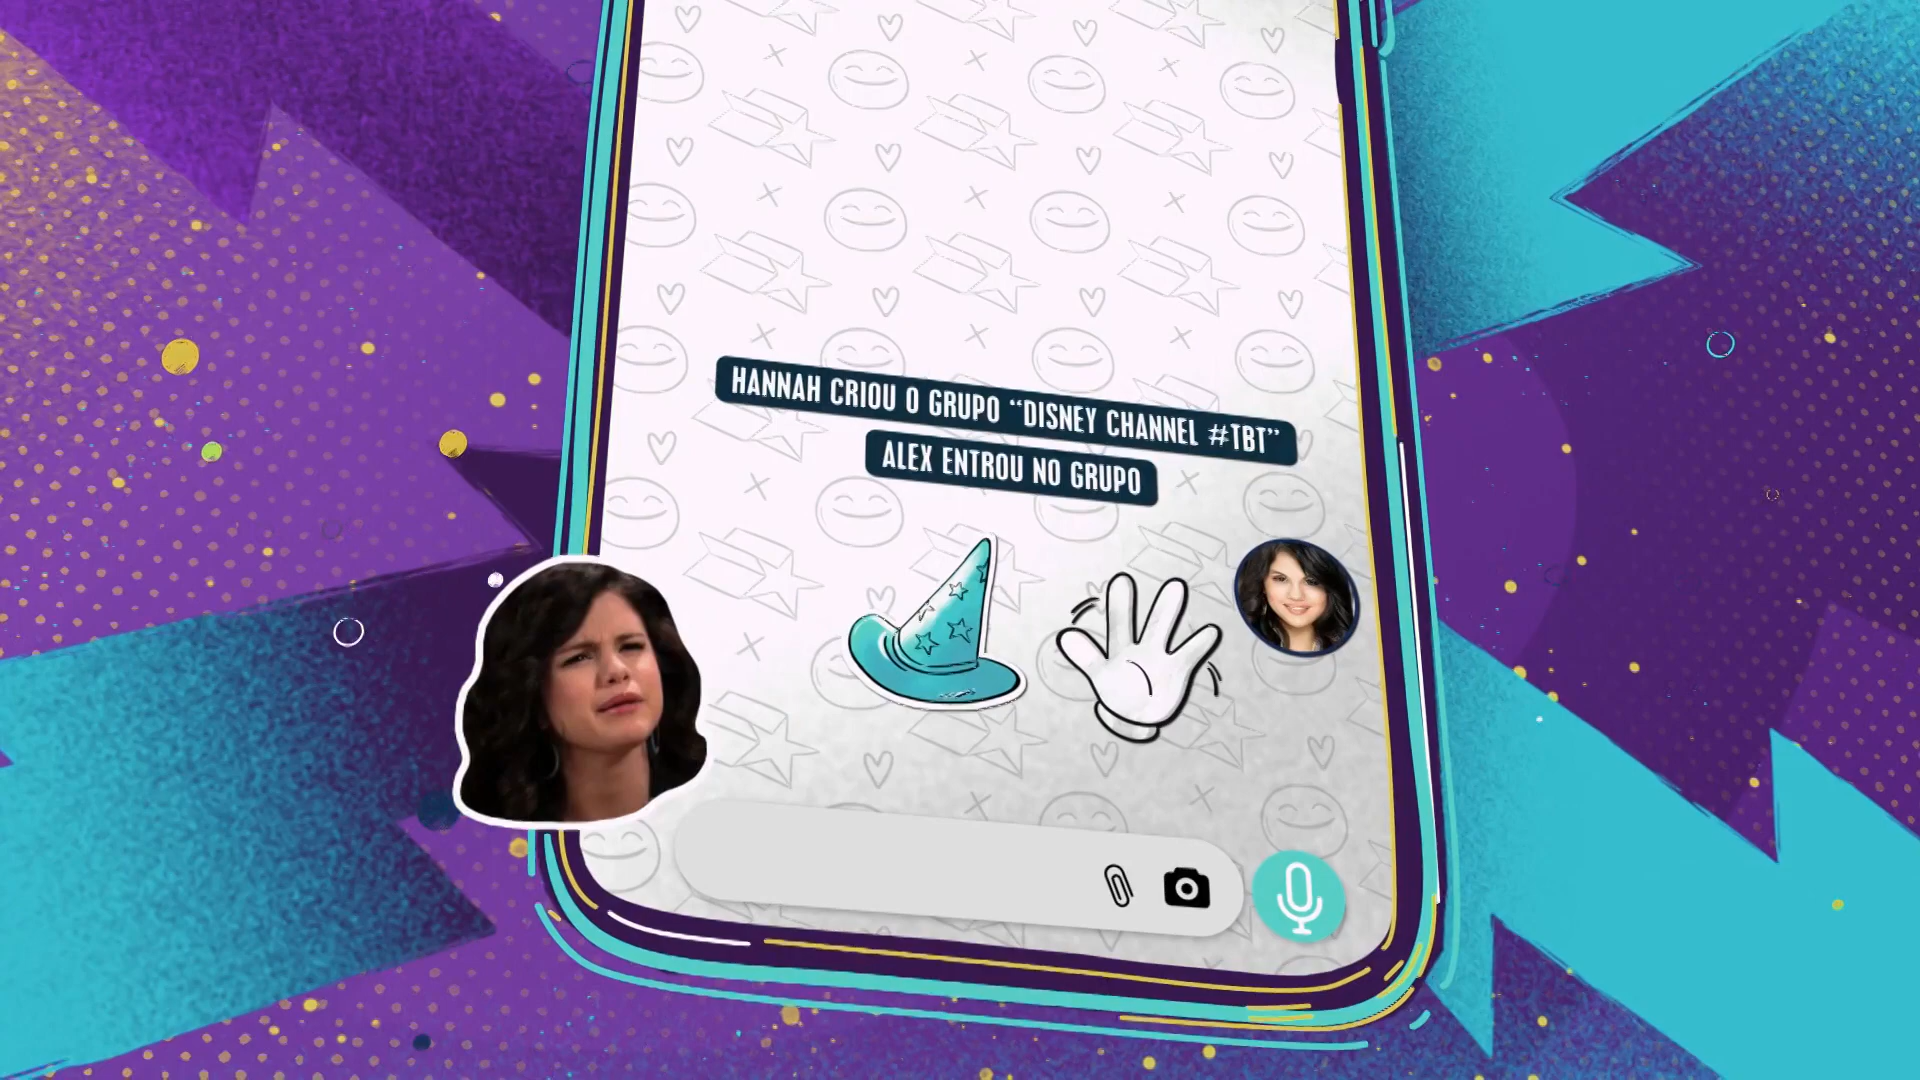 HANNAH CRIOU O GRUPO “DISNEY CHANNEL #TBT”
ALEX ENTROU NO GRUPO